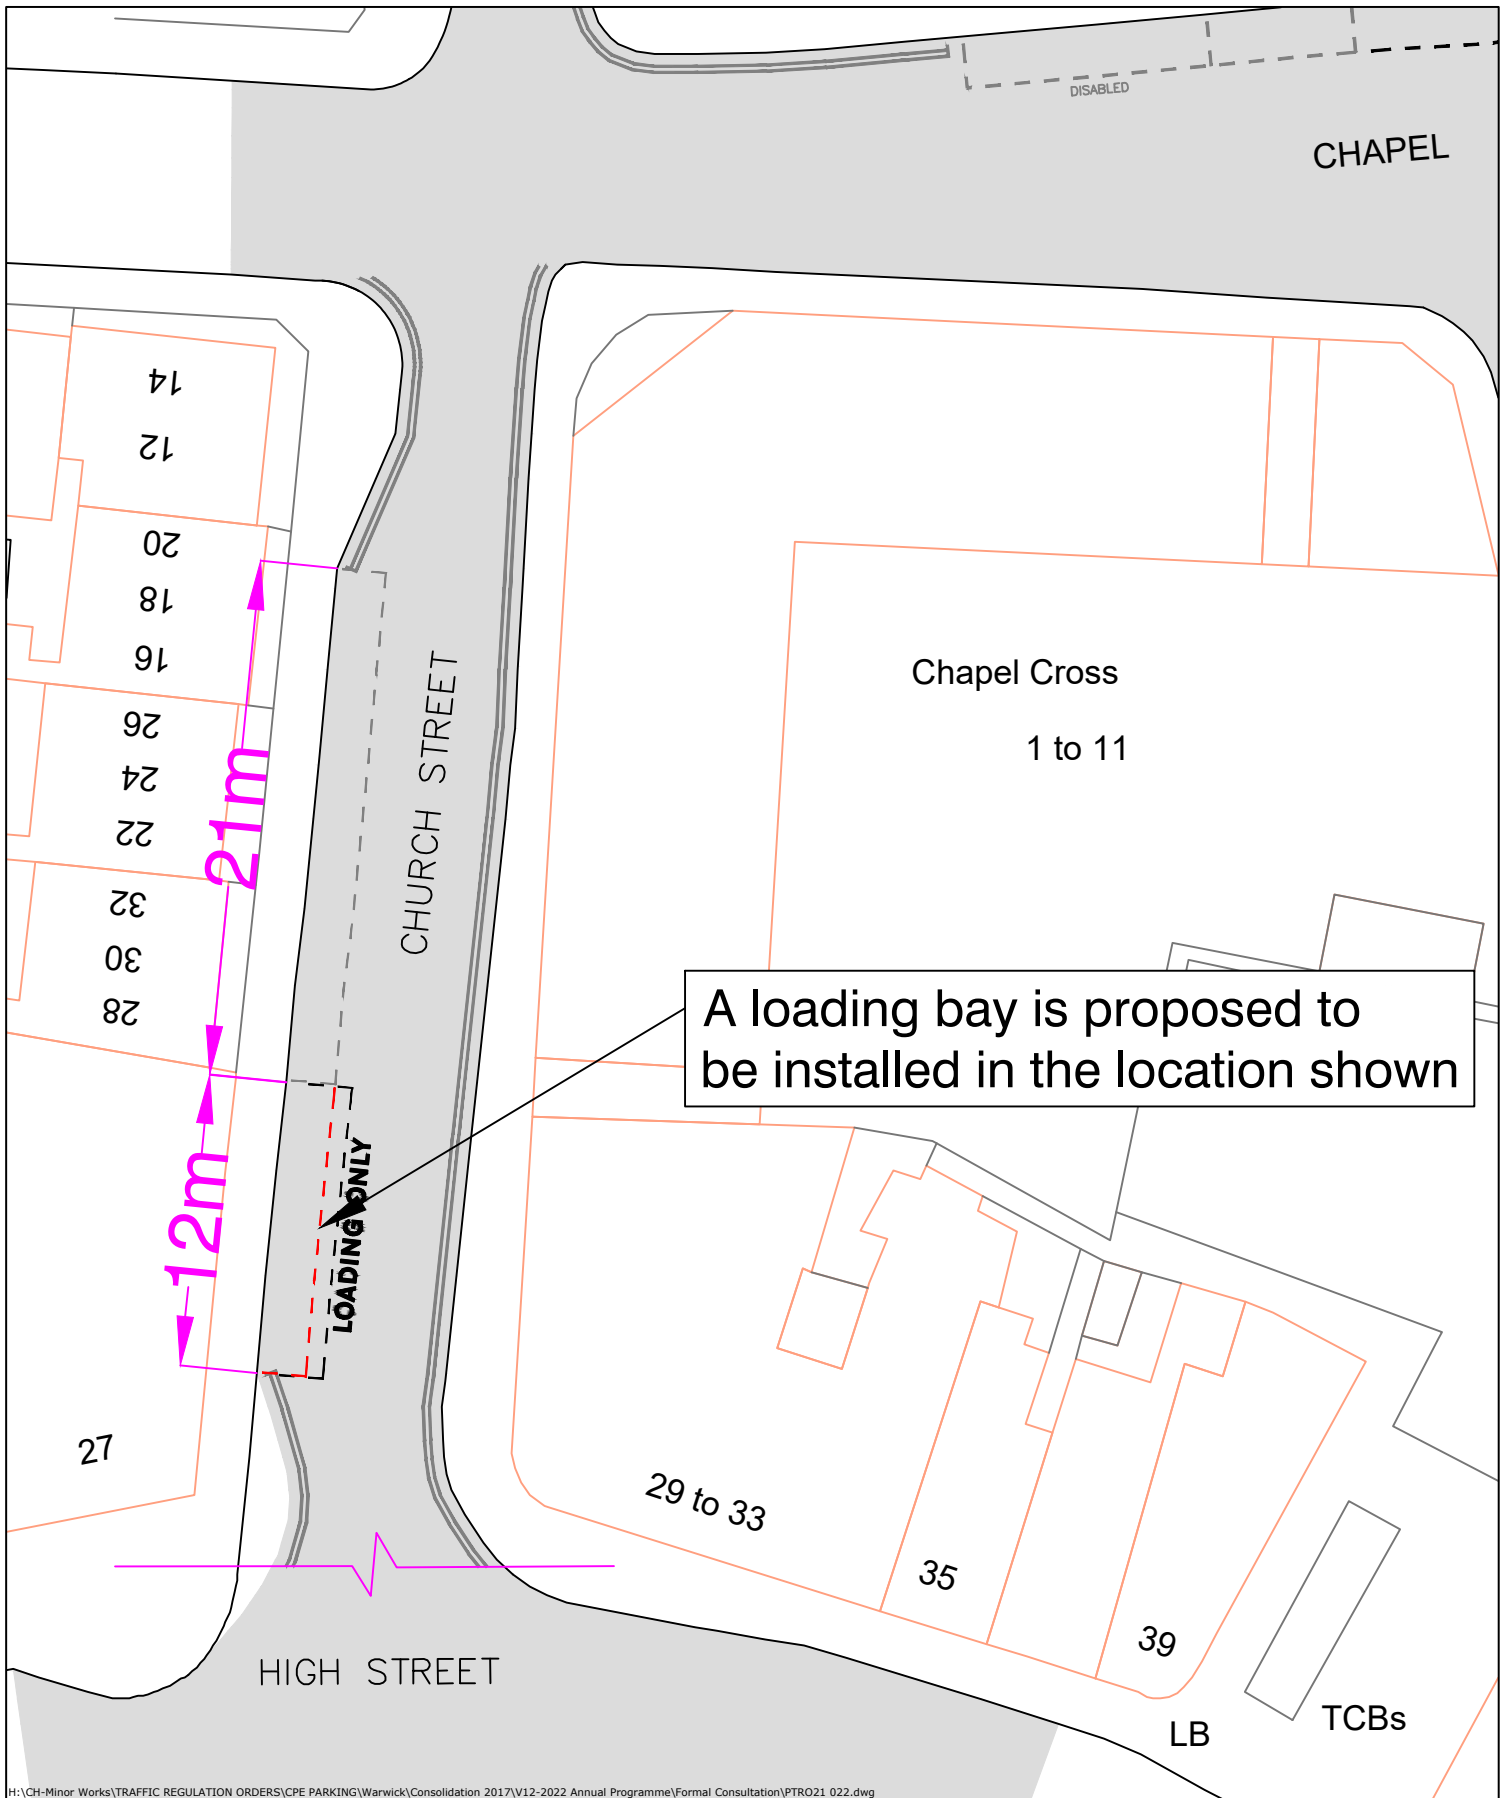 DISABLED
CHAPEL
14
12
20
18
16
26
24
22
32
30
28
21m
CHURCH STREET
Chapel Cross
1 to 11
A loading bay is proposed to
be installed in the location shown
12m
LOADING ONLY
27
29 to 33
35
39
HIGH STREET
LB
TCBs
H:\CH-Minor Works\TRAFFIC REGULATION ORDERS\CPE PARKING\Warwick\Consolidation 2017\V12-2022 Annual Programme\Formal Consultation\PTRO21 022.dwg